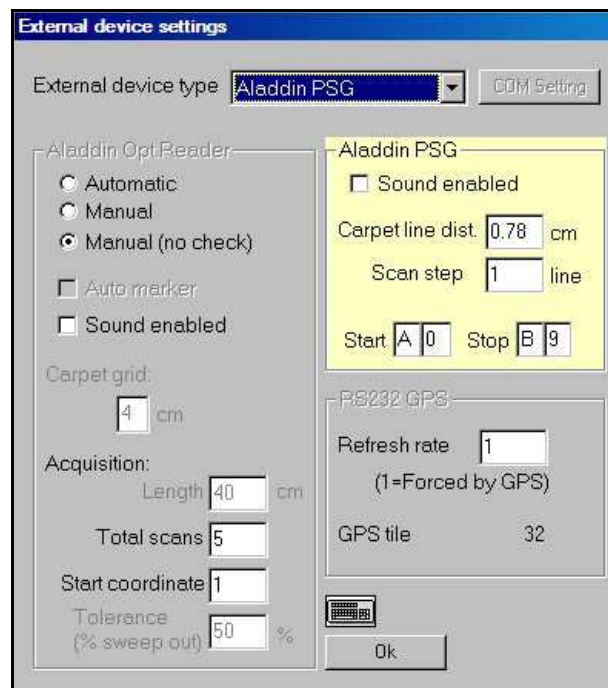 External device settings
External device type Aladdin PSG COM Setting
Aladdin Opt.Reader
Automatic
Manual
Manual (no check)
Auto marker
Sound enabled
Carpet grid:
4 cm
Acquisition:
Length 40 cm
Total scans 5
Start coordinate 1
Tolerance
(% sweep out) 50 %
Aladdin PSG
Sound enabled
Carpet line dist. 0.78 cm
Scan step 1 line
Start A 0 Stop B 9
RS232 GPS
Refresh rate 1
(1=Forced by GPS)
GPS tile 32
Ok